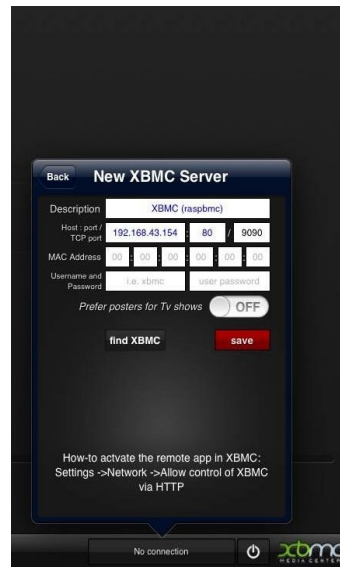 Back New XBMC Server
Description XBMC (raspbmc)
Host : port / TCP port 192.168.43.154 : 80 / 9090
MAC Address 00 : 00 : 00 : 00 : 00 : 00
Username and Password i.e. xbmc user password
Prefer posters for Tv shows OFF
find XBMC save
How-to actvate the remote app in XBMC:
Settings ->Network ->Allow control of XBMC
via HTTP
No connection xbmc
MEDIA CENTER